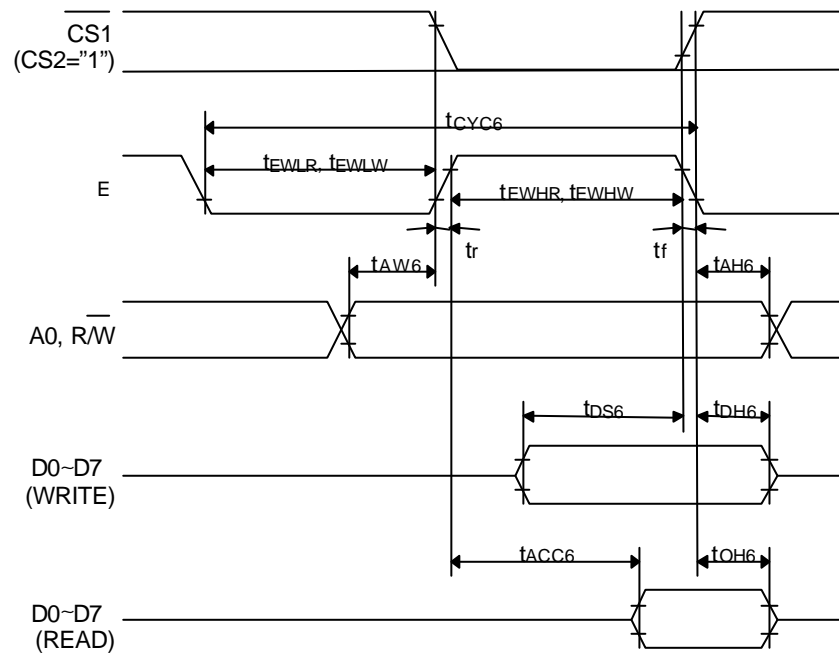 CS1
(CS2="1")
tCYC6
tEWLR, tEWLW
E
tEWHR, tEWHW
tr
tf
tAW6
tAH6
A0, R/W
tDS6
tDH6
D0~D7
(WRITE)
tACC6
tOH6
D0~D7
(READ)